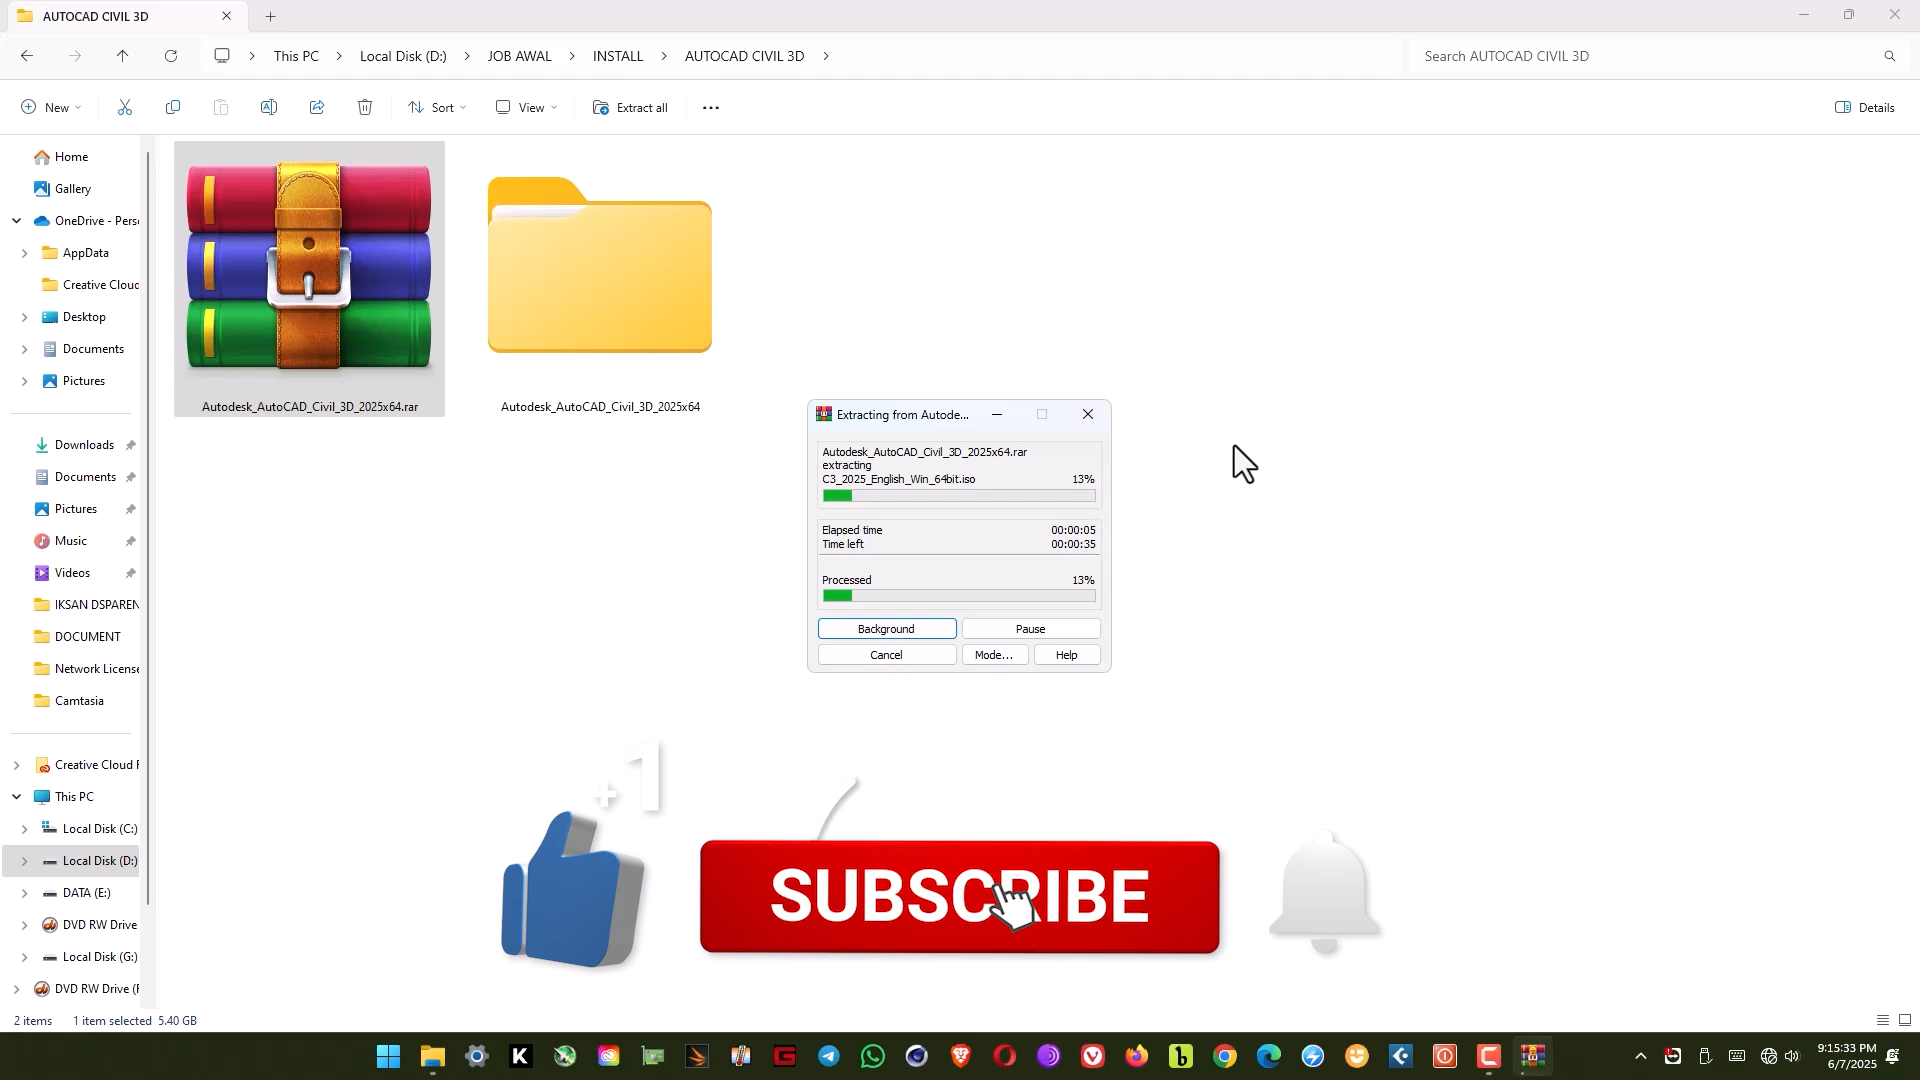 AUTOCAD CIVIL 3D
This PC
Local Disk (D:)
JOB AWAL
INSTALL
AUTOCAD CIVIL 3D
Search AUTOCAD CIVIL 3D
New
Sort
View
Extract all
Details
Home
Gallery
OneDrive - Pers
AppData
Creative Cloud
Desktop
Documents
Pictures
Downloads
Documents
Pictures
Music
Videos
IKSAN DSPAREN
DOCUMENT
Network License
Camtasia
Creative Cloud F
This PC
Local Disk (C:)
Local Disk (D:)
DATA (E:)
DVD RW Drive
Local Disk (G:)
DVD RW Drive (F
Autodesk_AutoCAD_Civil_3D_2025x64.rar
Autodesk_AutoCAD_Civil_3D_2025x64
Extracting from Autode...
Autodesk_AutoCAD_Civil_3D_2025x64.rar
extracting
C3_2025_English_Win_64bit.iso 13%
Elapsed time 00:00:05
Time left 00:00:35
Processed 13%
Background
Pause
Cancel
Mode...
Help
+1
SUBSCRIBE
2 items
1 item selected 5.40 GB
9:15:33 PM
6/7/2025